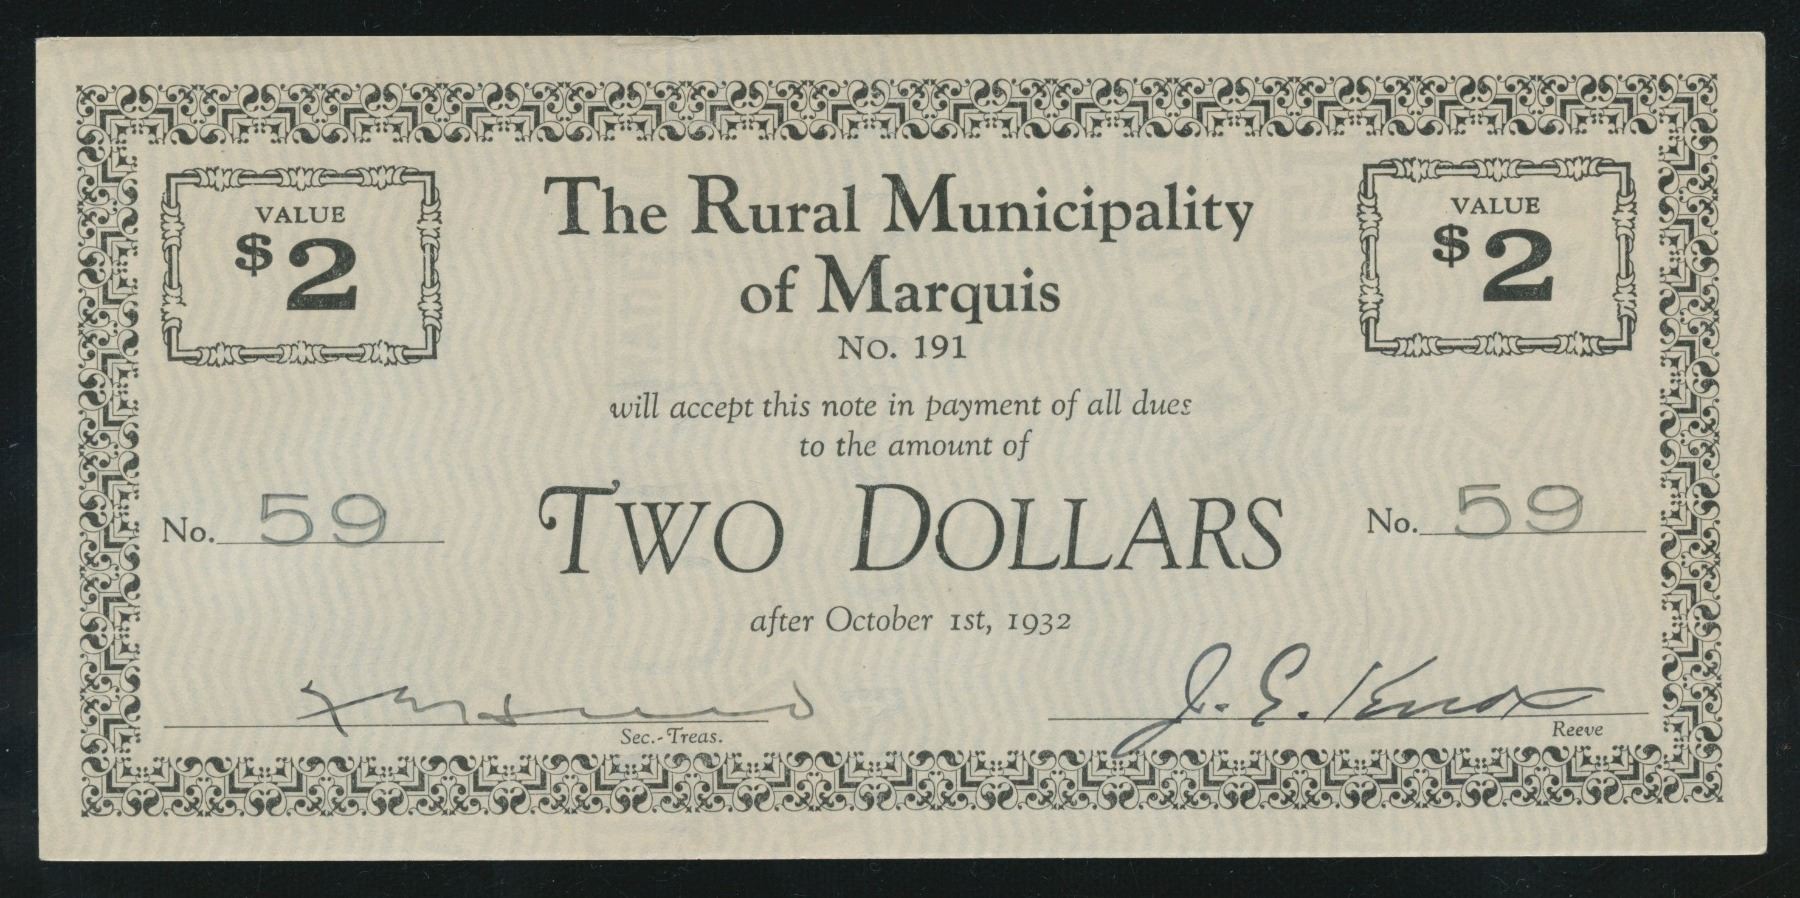 The Rural Municipality
of Marquis
No. 191
VALUE
$2
VALUE
$2
will accept this note in payment of all dues
to the amount of
No. 59
TWO DOLLARS
No. 59
after October 1st, 1932
J. E. Knox
Sec.-Treas.
Reeve